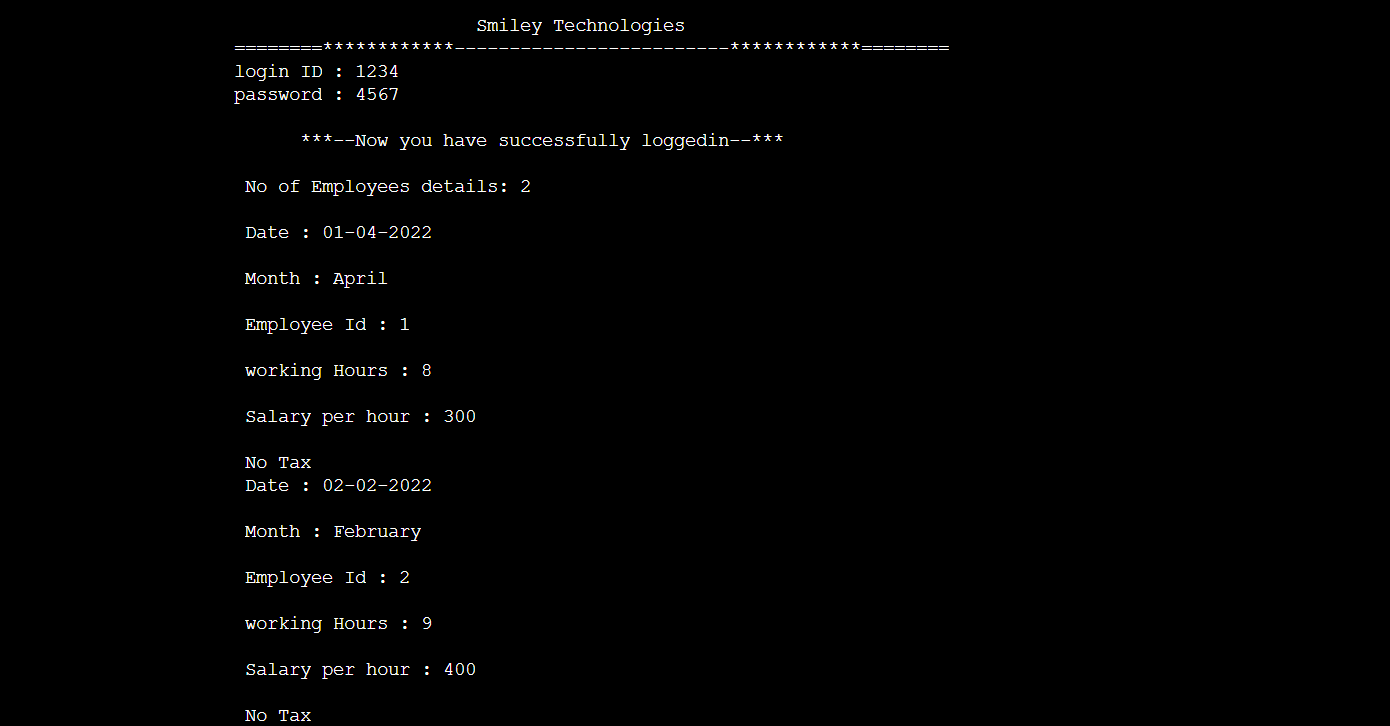 Smiley Technologies
========************-------------------------************========
login ID : 1234
password : 4567
***--Now you have successfully loggedin--***
No of Employees details: 2
Date : 01-04-2022
Month : April
Employee Id : 1
working Hours : 8
Salary per hour : 300
No Tax
Date : 02-02-2022
Month : February
Employee Id : 2
working Hours : 9
Salary per hour : 400
No Tax